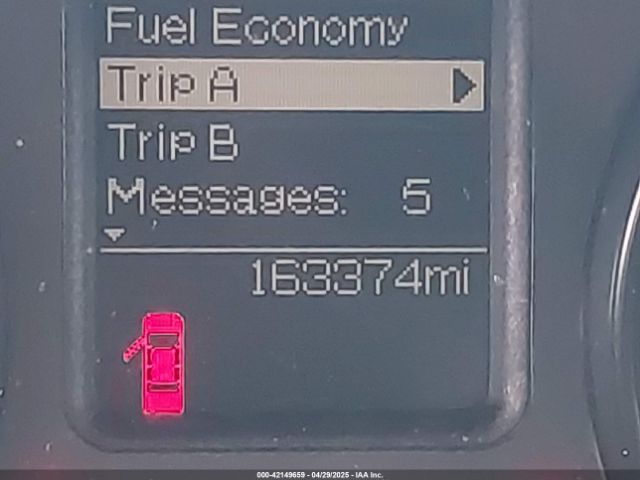 Fuel Economy
Trip A
Trip B
Messages: 5
163374mi
000-42149659 - 04/29/2025 - IAA Inc.